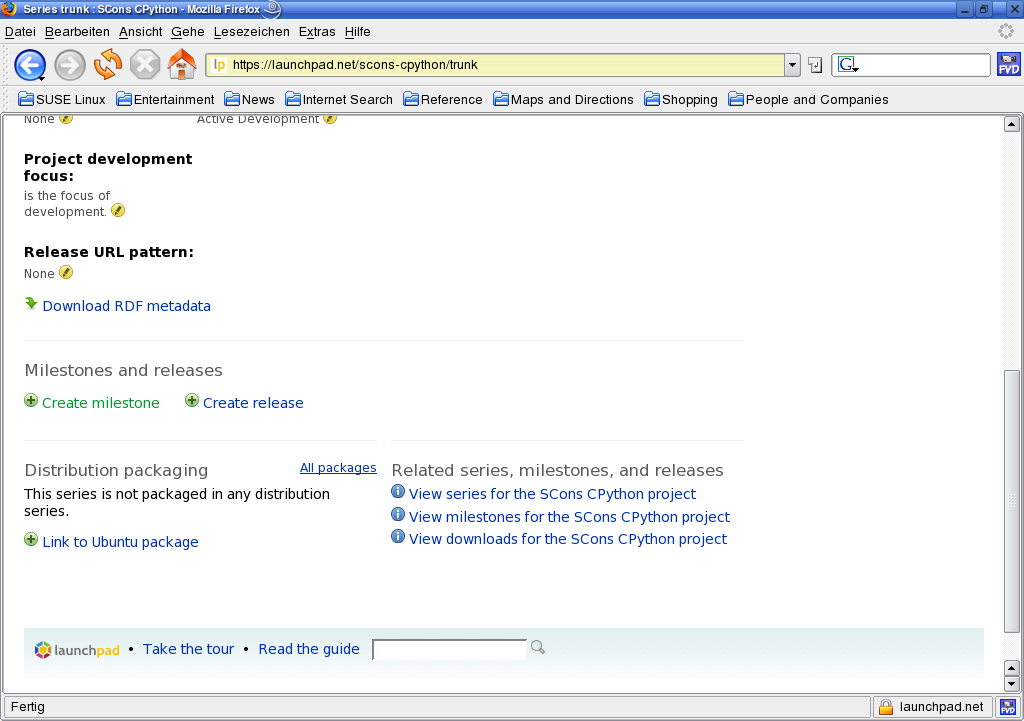 Series trunk : SCons CPython - Mozilla Firefox
Datei Bearbeiten Ansicht Gehe Lesezeichen Extras Hilfe
lp https://launchpad.net/scons-cpython/trunk G FVD
SUSE Linux Entertainment News Internet Search Reference Maps and Directions Shopping People and Companies
None Active Development
Project development
focus:
is the focus of
development.
Release URL pattern:
None
Download RDF metadata
Milestones and releases
Create milestone Create release
Distribution packaging All packages
This series is not packaged in any distribution
series.
Link to Ubuntu package
Related series, milestones, and releases
View series for the SCons CPython project
View milestones for the SCons CPython project
View downloads for the SCons CPython project
launchpad • Take the tour • Read the guide
Fertig launchpad.net FVD